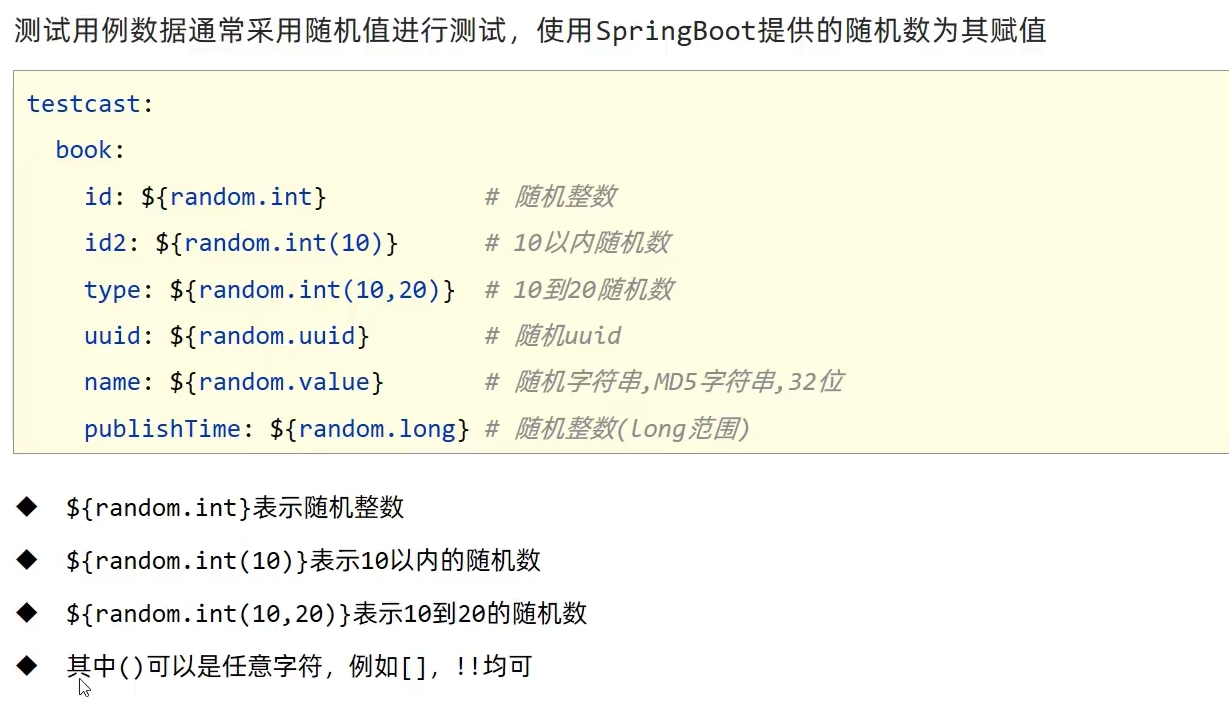 测试用例数据通常采用随机值进行测试，使用SpringBoot提供的随机数为其赋值
testcast:
  book:
    id: ${random.int}           # 随机整数
    id2: ${random.int(10)}      # 10以内随机数
    type: ${random.int(10,20)}  # 10到20随机数
    uuid: ${random.uuid}        # 随机uuid
    name: ${random.value}       # 随机字符串,MD5字符串,32位
    publishTime: ${random.long} # 随机整数(long范围)
◆ ${random.int}表示随机整数
◆ ${random.int(10)}表示10以内的随机数
◆ ${random.int(10,20)}表示10到20的随机数
◆ 其中()可以是任意字符，例如[]，!!均可